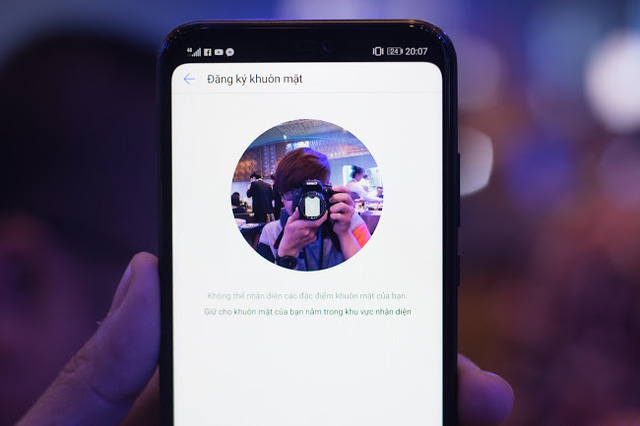 24 20:07
Đăng ký khuôn mặt
Không thể nhận diện các đặc điểm khuôn mặt của bạn.
Giữ cho khuôn mặt của bạn nằm trong khu vực nhận diện